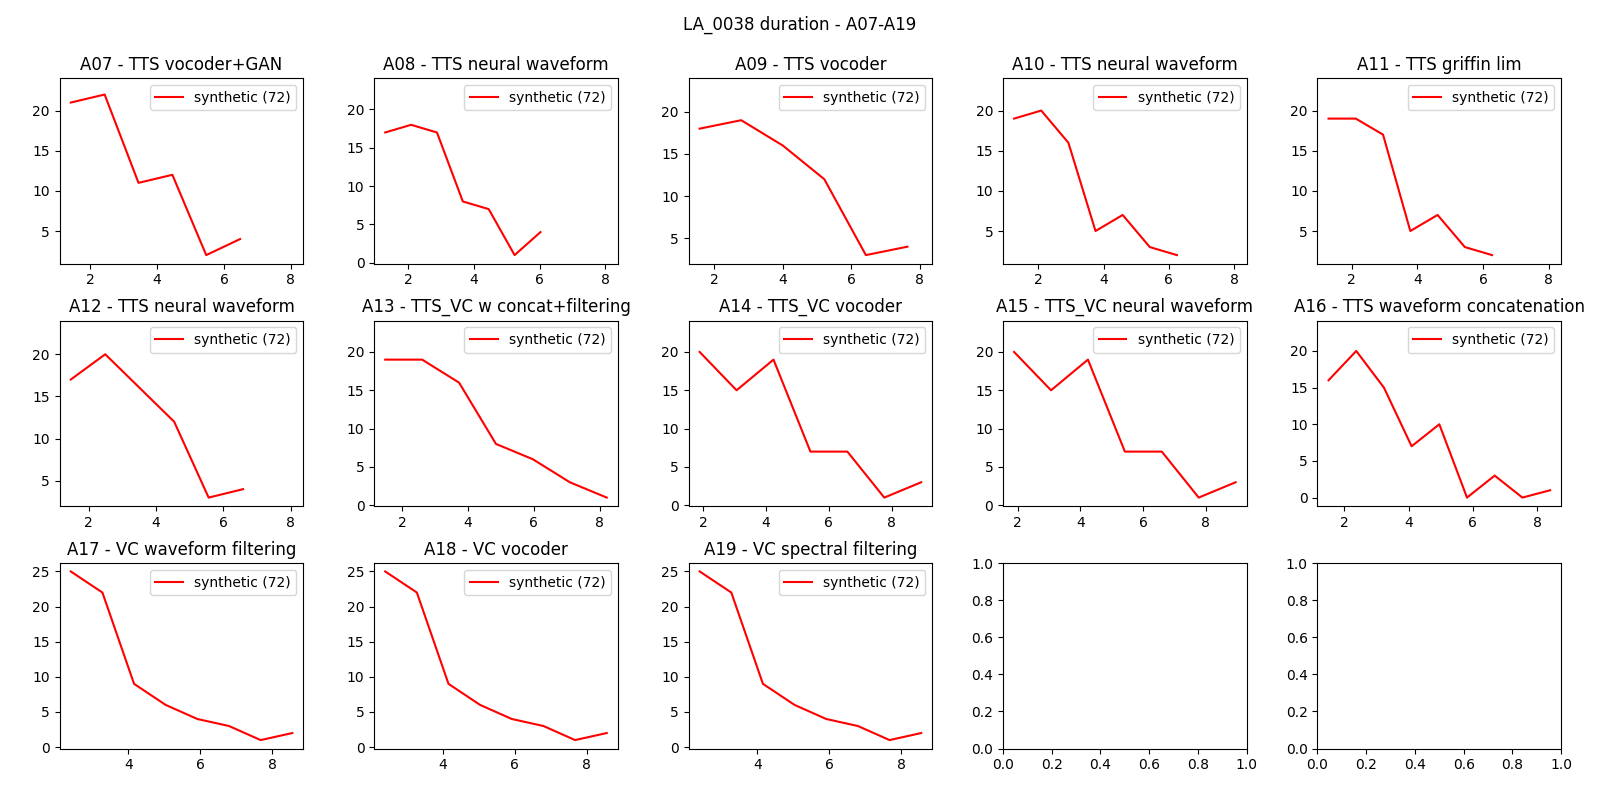 LA_0038 duration - A07-A19
A07 - TTS vocoder+GAN
synthetic (72)
20
15
10
5
2 4 6 8
A08 - TTS neural waveform
synthetic (72)
20
15
10
5
0
2 4 6 8
A09 - TTS vocoder
synthetic (72)
20
15
10
5
2 4 6 8
A10 - TTS neural waveform
synthetic (72)
20
15
10
5
2 4 6 8
A11 - TTS griffin lim
synthetic (72)
20
15
10
5
2 4 6 8
A12 - TTS neural waveform
synthetic (72)
20
15
10
5
2 4 6 8
A13 - TTS_VC w concat+filtering
synthetic (72)
20
15
10
5
0
2 4 6 8
A14 - TTS_VC vocoder
synthetic (72)
20
15
10
5
0
2 4 6 8
A15 - TTS_VC neural waveform
synthetic (72)
20
15
10
5
0
2 4 6 8
A16 - TTS waveform concatenation
synthetic (72)
20
15
10
5
0
2 4 6 8
A17 - VC waveform filtering
synthetic (72)
25
20
15
10
5
0
4 6 8
A18 - VC vocoder
synthetic (72)
25
20
15
10
5
0
4 6 8
A19 - VC spectral filtering
synthetic (72)
25
20
15
10
5
0
4 6 8
1.0
0.8
0.6
0.4
0.2
0.0
0.0 0.2 0.4 0.6 0.8 1.0
1.0
0.8
0.6
0.4
0.2
0.0
0.0 0.2 0.4 0.6 0.8 1.0